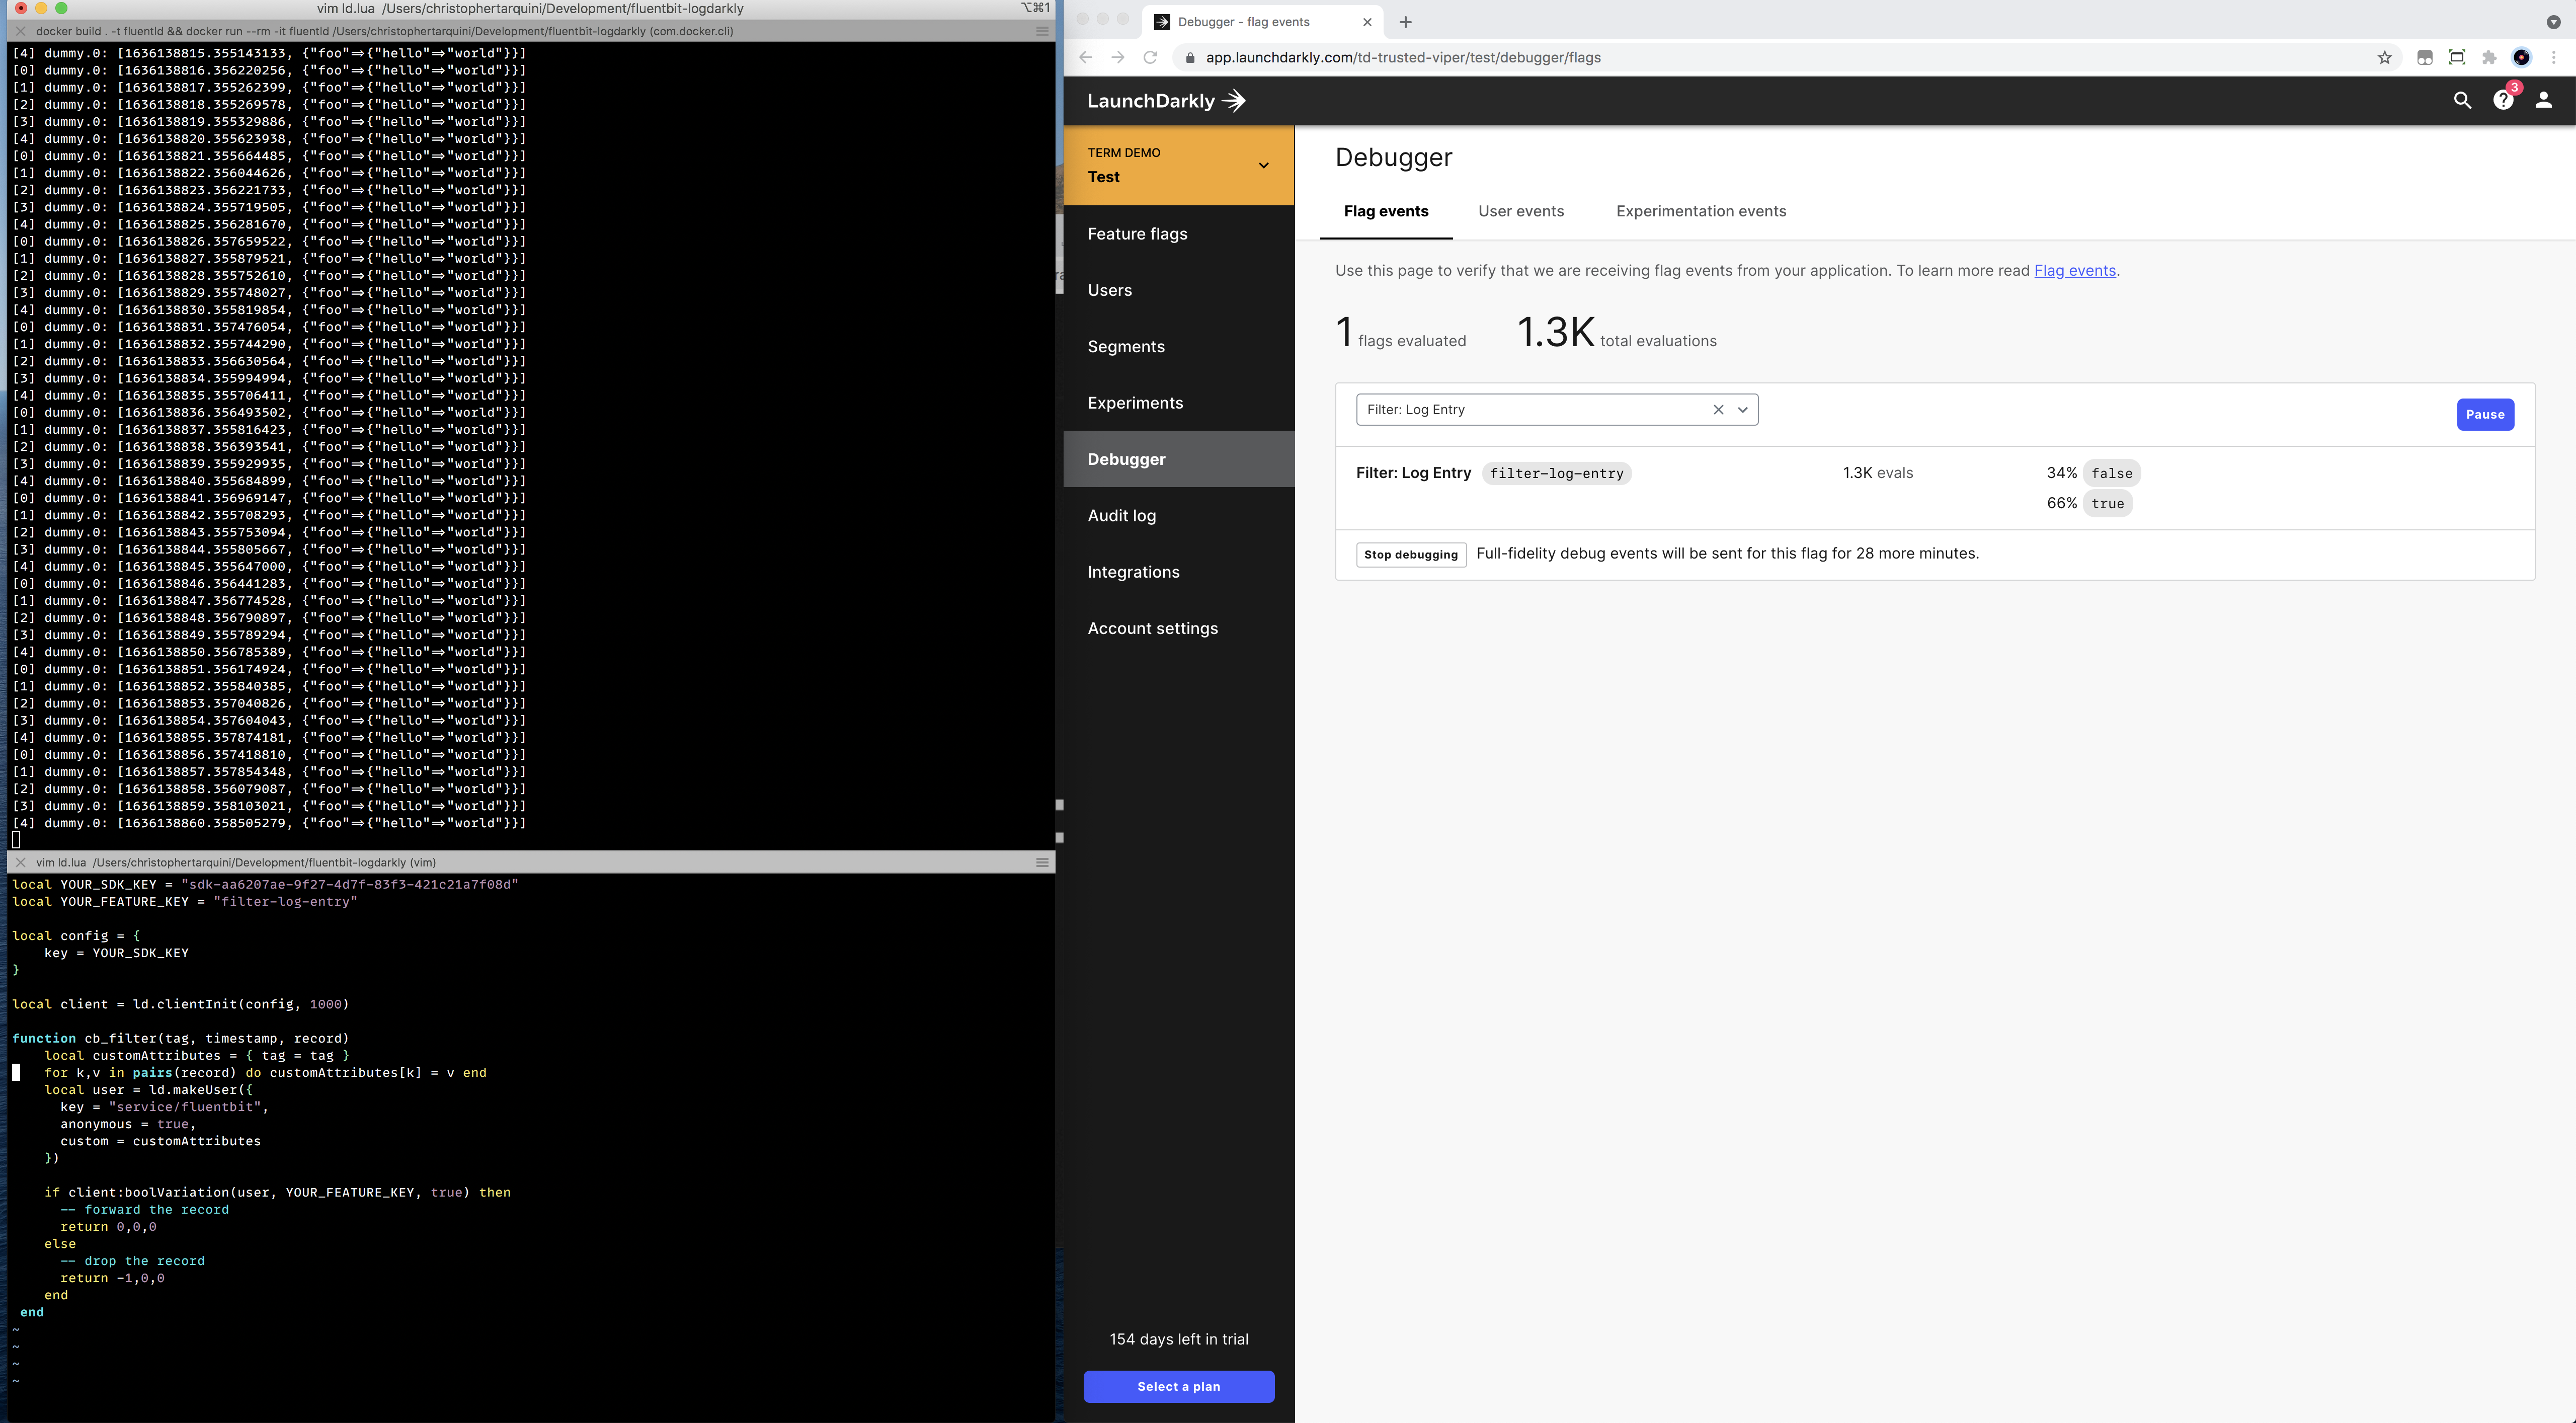 vim ld.lua /Users/christophertarquini/Development/fluentbit-logdarkly
⌥⌘1
docker build . -t fluentld && docker run --rm -it fluentld /Users/christophertarquini/Development/fluentbit-logdarkly (com.docker.cli)
[4] dummy.0: [1636138815.355143133, {"foo"=>{"hello"=>"world"}}]
[0] dummy.0: [1636138816.356220256, {"foo"=>{"hello"=>"world"}}]
[1] dummy.0: [1636138817.355262399, {"foo"=>{"hello"=>"world"}}]
[2] dummy.0: [1636138818.355269578, {"foo"=>{"hello"=>"world"}}]
[3] dummy.0: [1636138819.355329886, {"foo"=>{"hello"=>"world"}}]
[4] dummy.0: [1636138820.355623938, {"foo"=>{"hello"=>"world"}}]
[0] dummy.0: [1636138821.355664485, {"foo"=>{"hello"=>"world"}}]
[1] dummy.0: [1636138822.356044626, {"foo"=>{"hello"=>"world"}}]
[2] dummy.0: [1636138823.356221733, {"foo"=>{"hello"=>"world"}}]
[3] dummy.0: [1636138824.355719505, {"foo"=>{"hello"=>"world"}}]
[4] dummy.0: [1636138825.356281670, {"foo"=>{"hello"=>"world"}}]
[0] dummy.0: [1636138826.357659522, {"foo"=>{"hello"=>"world"}}]
[1] dummy.0: [1636138827.355879521, {"foo"=>{"hello"=>"world"}}]
[2] dummy.0: [1636138828.355752610, {"foo"=>{"hello"=>"world"}}]
[3] dummy.0: [1636138829.355748027, {"foo"=>{"hello"=>"world"}}]
[4] dummy.0: [1636138830.355819854, {"foo"=>{"hello"=>"world"}}]
[0] dummy.0: [1636138831.357476054, {"foo"=>{"hello"=>"world"}}]
[1] dummy.0: [1636138832.355744290, {"foo"=>{"hello"=>"world"}}]
[2] dummy.0: [1636138833.356630564, {"foo"=>{"hello"=>"world"}}]
[3] dummy.0: [1636138834.355994994, {"foo"=>{"hello"=>"world"}}]
[4] dummy.0: [1636138835.355706411, {"foo"=>{"hello"=>"world"}}]
[0] dummy.0: [1636138836.356493502, {"foo"=>{"hello"=>"world"}}]
[1] dummy.0: [1636138837.355816423, {"foo"=>{"hello"=>"world"}}]
[2] dummy.0: [1636138838.356393541, {"foo"=>{"hello"=>"world"}}]
[3] dummy.0: [1636138839.355929935, {"foo"=>{"hello"=>"world"}}]
[4] dummy.0: [1636138840.355684899, {"foo"=>{"hello"=>"world"}}]
[0] dummy.0: [1636138841.356969147, {"foo"=>{"hello"=>"world"}}]
[1] dummy.0: [1636138842.355708293, {"foo"=>{"hello"=>"world"}}]
[2] dummy.0: [1636138843.355753094, {"foo"=>{"hello"=>"world"}}]
[3] dummy.0: [1636138844.355805667, {"foo"=>{"hello"=>"world"}}]
[4] dummy.0: [1636138845.355647000, {"foo"=>{"hello"=>"world"}}]
[0] dummy.0: [1636138846.356441283, {"foo"=>{"hello"=>"world"}}]
[1] dummy.0: [1636138847.356774528, {"foo"=>{"hello"=>"world"}}]
[2] dummy.0: [1636138848.356790897, {"foo"=>{"hello"=>"world"}}]
[3] dummy.0: [1636138849.355789294, {"foo"=>{"hello"=>"world"}}]
[4] dummy.0: [1636138850.356785389, {"foo"=>{"hello"=>"world"}}]
[0] dummy.0: [1636138851.356174924, {"foo"=>{"hello"=>"world"}}]
[1] dummy.0: [1636138852.355840385, {"foo"=>{"hello"=>"world"}}]
[2] dummy.0: [1636138853.357040826, {"foo"=>{"hello"=>"world"}}]
[3] dummy.0: [1636138854.357604043, {"foo"=>{"hello"=>"world"}}]
[4] dummy.0: [1636138855.357874181, {"foo"=>{"hello"=>"world"}}]
[0] dummy.0: [1636138856.357418810, {"foo"=>{"hello"=>"world"}}]
[1] dummy.0: [1636138857.357854348, {"foo"=>{"hello"=>"world"}}]
[2] dummy.0: [1636138858.356079087, {"foo"=>{"hello"=>"world"}}]
[3] dummy.0: [1636138859.358103021, {"foo"=>{"hello"=>"world"}}]
[4] dummy.0: [1636138860.358505279, {"foo"=>{"hello"=>"world"}}]
vim ld.lua /Users/christophertarquini/Development/fluentbit-logdarkly (vim)
local YOUR_SDK_KEY = "sdk-aa6207ae-9f27-4d7f-83f3-421c21a7f08d"
local YOUR_FEATURE_KEY = "filter-log-entry"
local config = {
key = YOUR_SDK_KEY
}
local client = ld.clientInit(config, 1000)
function cb_filter(tag, timestamp, record)
local customAttributes = { tag = tag }
for k,v in pairs(record) do customAttributes[k] = v end
local user = ld.makeUser({
key = "service/fluentbit",
anonymous = true,
custom = customAttributes
})
if client:boolVariation(user, YOUR_FEATURE_KEY, true) then
-- forward the record
return 0,0,0
else
-- drop the record
return -1,0,0
end
end
~
~
~
~
Debugger - flag events
app.launchdarkly.com/td-trusted-viper/test/debugger/flags
LaunchDarkly
3
TERM DEMO
Test
Feature flags
Users
Segments
Experiments
Debugger
Audit log
Integrations
Account settings
154 days left in trial
Select a plan
Debugger
Flag events User events Experimentation events
Use this page to verify that we are receiving flag events from your application. To learn more read Flag events.
1 flags evaluated 1.3K total evaluations
Filter: Log Entry
Pause
Filter: Log Entry filter-log-entry 1.3K evals 34% false
66% true
Stop debugging Full-fidelity debug events will be sent for this flag for 28 more minutes.